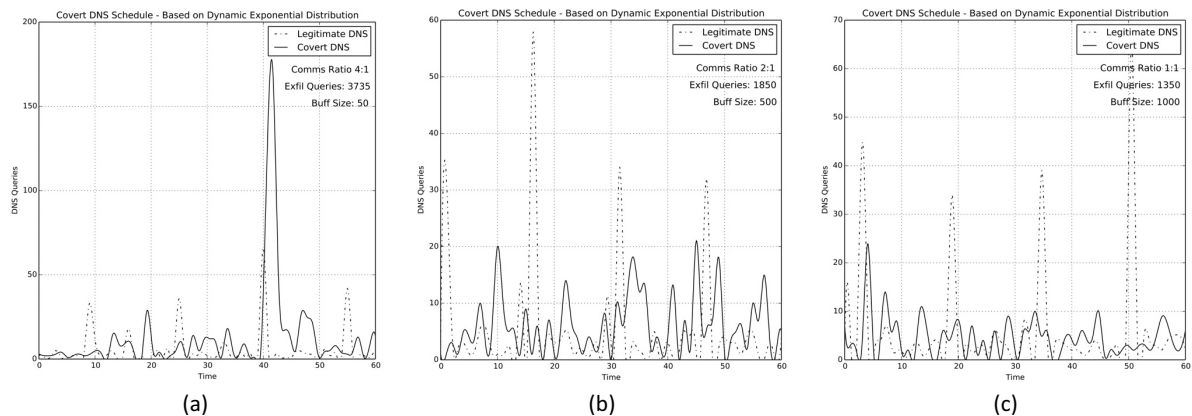 Covert DNS Schedule - Based on Dynamic Exponential Distribution
Legitimate DNS
Covert DNS
Comms Ratio 4:1
Exfil Queries: 3735
Buff Size: 50
200
150
100
50
0
DNS Queries
0 10 20 30 40 50 60
Time
(a)
Covert DNS Schedule - Based on Dynamic Exponential Distribution
Legitimate DNS
Covert DNS
Comms Ratio 2:1
Exfil Queries: 1850
Buff Size: 500
60
50
40
30
20
10
0
DNS Queries
0 10 20 30 40 50 60
Time
(b)
Covert DNS Schedule - Based on Dynamic Exponential Distribution
Legitimate DNS
Covert DNS
Comms Ratio 1:1
Exfil Queries: 1350
Buff Size: 1000
70
60
50
40
30
20
10
0
DNS Queries
0 10 20 30 40 50 60
Time
(c)